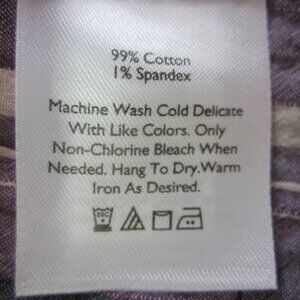 99% Cotton
1% Spandex
Machine Wash Cold Delicate
With Like Colors. Only
Non-Chlorine Bleach When
Needed. Hang To Dry. Warm
Iron As Desired.
30C